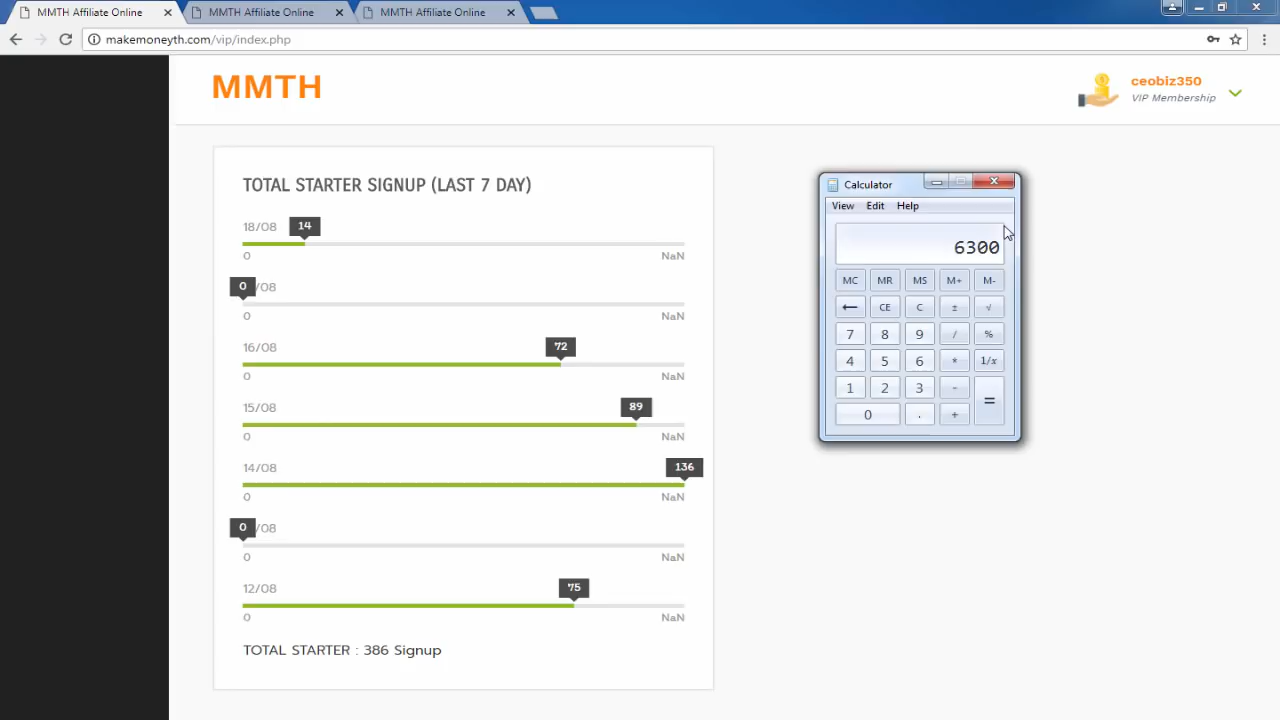 MMTH Affiliate Online
MMTH Affiliate Online
MMTH Affiliate Online
makemoneyth.com/vip/index.php
MMTH
ceobiz350
VIP Membership
TOTAL STARTER SIGNUP (LAST 7 DAY)
18/08 14
0 NaN
0 /08
0 NaN
16/08 72
0 NaN
15/08 89
0 NaN
14/08 136
0 NaN
0 /08
0 NaN
12/08 75
0 NaN
TOTAL STARTER : 386 Signup
Calculator
View Edit Help
6300
MC MR MS M+ M-
← CE C ± √
7 8 9 / %
4 5 6 * 1/x
1 2 3 - =
0 . +